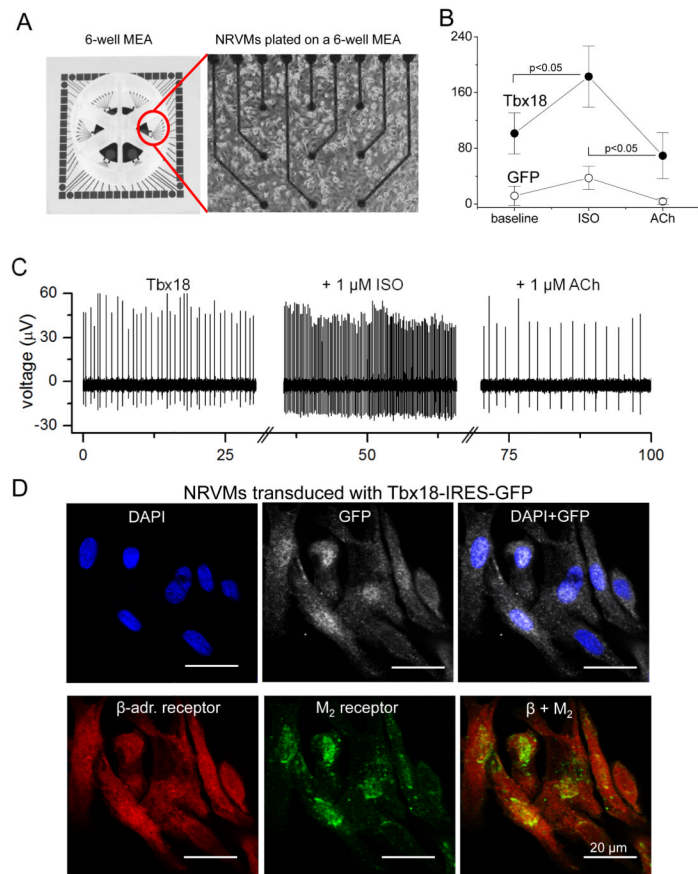 A
6-well MEA
NRVMs plated on a 6-well MEA
B
240
160
80
0
p<0.05
Tbx18
p<0.05
GFP
baseline ISO ACh
C
Tbx18
+ 1 µM ISO
+ 1 µM ACh
voltage (µV)
60
30
0
-30
0 25 50 75 100
D
NRVMs transduced with Tbx18-IRES-GFP
DAPI
GFP
DAPI+GFP
β-adr. receptor
M₂ receptor
β + M₂
20 µm